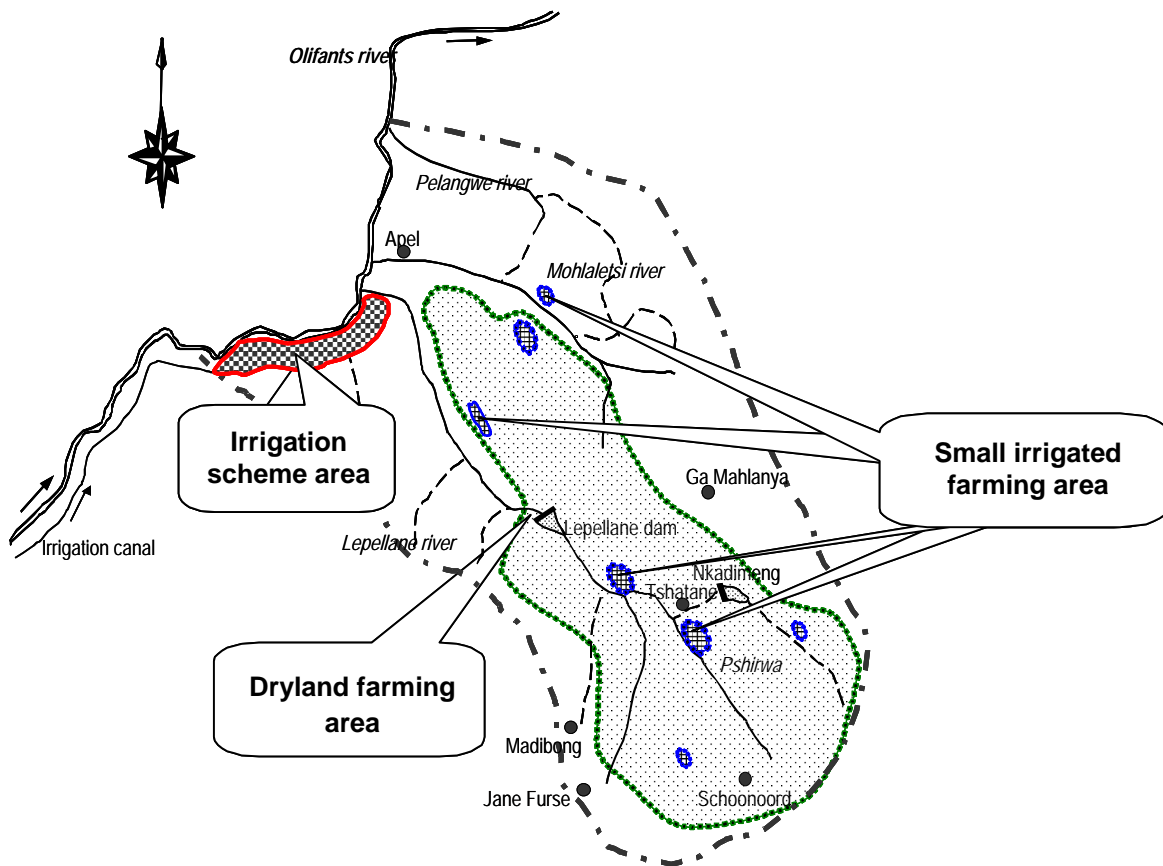 Olifants river
Pelangwe river
Apel
Mohlaletsi river
Irrigation
scheme area
Small irrigated
farming area
Ga Mahlanya
Lepellane dam
Irrigation canal
Lepellane river
Nkadimeng
Tshatane
Pshirwa
Dryland farming
area
Madibong
Jane Furse
Schoonoord